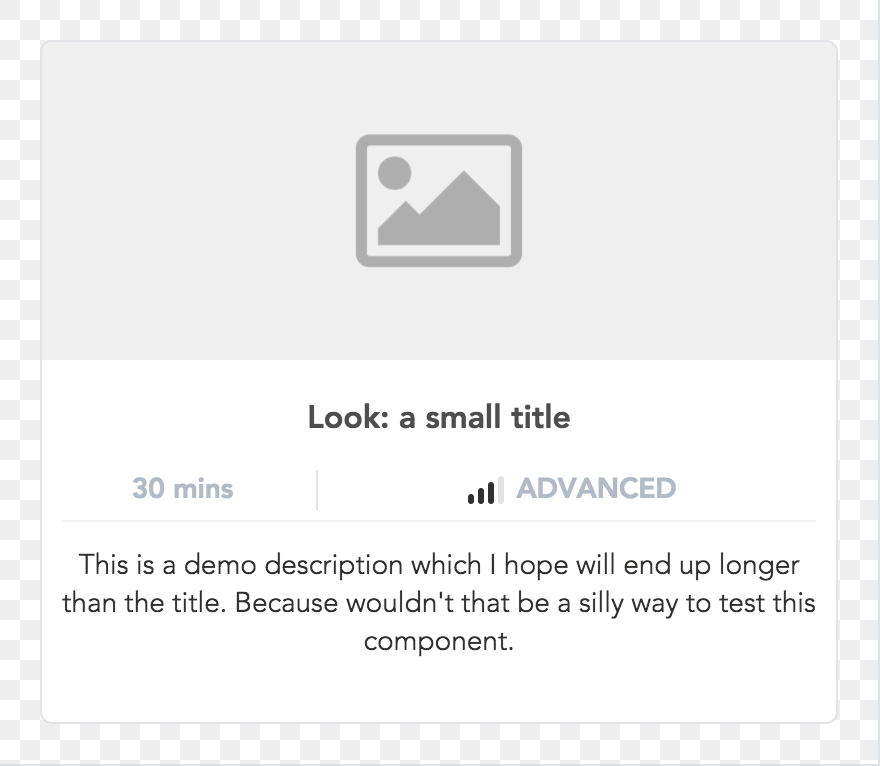 Look: a small title
30 mins
ADVANCED
This is a demo description which I hope will end up longer
than the title. Because wouldn't that be a silly way to test this
component.